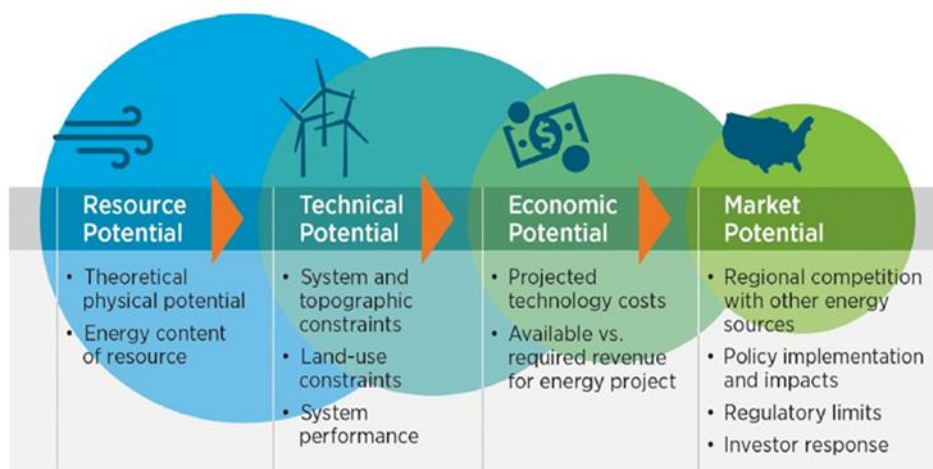 Resource
Potential
• Theoretical
physical potential
• Energy content
of resource
Technical
Potential
• System and
topographic
constraints
• Land-use
constraints
• System
performance
$
Economic
Potential
• Projected
technology costs
• Available vs.
required revenue
for energy project
Market
Potential
• Regional competition
with other energy
sources
• Policy implementation
and impacts
• Regulatory limits
• Investor response